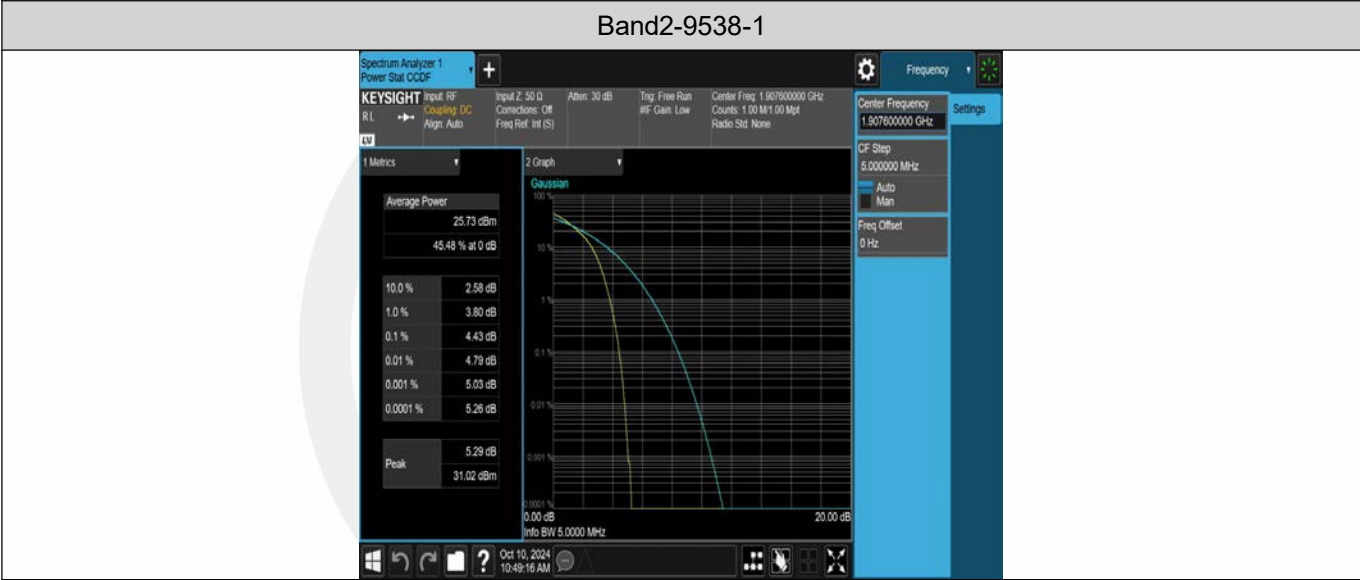 Band2-9538-1
Spectrum Analyzer 1
Power Stat CCDF
Frequency
KEYSIGHT
RL
Input: RF
Coupling: DC
Align: Auto
Input Z: 50 Ω
Corrections: Off
Freq Ref: Int (S)
Atten: 30 dB
Trig: Free Run
#IF Gain: Low
Center Freq: 1.907600000 GHz
Counts: 1.00 M/1.00 Mpt
Radio Std: None
Center Frequency
1.907600000 GHz
Settings
CF Step
5.000000 MHz
Auto
Man
Freq Offset
0 Hz
1 Metrics
Average Power
25.73 dBm
45.48 % at 0 dB
10.0 % 2.58 dB
1.0 % 3.80 dB
0.1 % 4.43 dB
0.01 % 4.79 dB
0.001 % 5.03 dB
0.0001 % 5.26 dB
Peak
5.29 dB
31.02 dBm
2 Graph
Gaussian
100 %
10 %
1 %
0.1 %
0.01 %
0.001 %
0.0001 %
0.00 dB 20.00 dB
Info BW 5.0000 MHz
?
Oct 10, 2024
10:49:16 AM